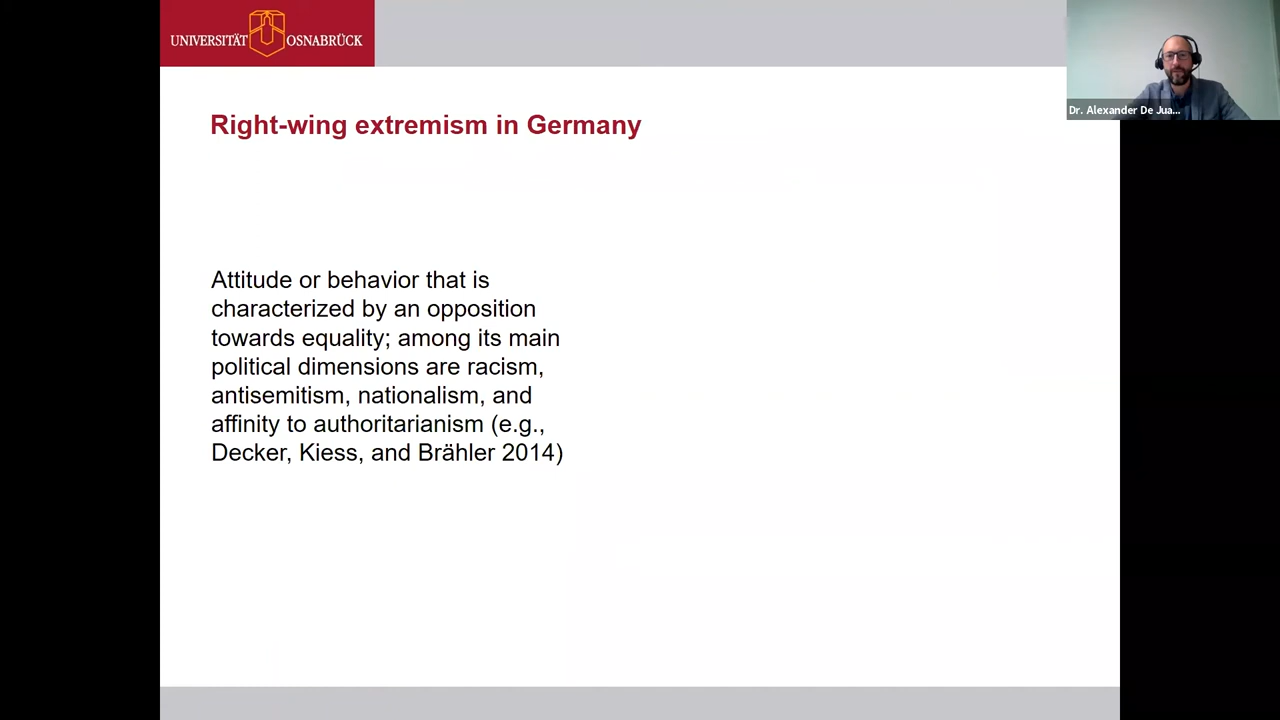 UNIVERSITÄT OSNABRÜCK
Dr. Alexander De Jua...
Right-wing extremism in Germany
Attitude or behavior that is
characterized by an opposition
towards equality; among its main
political dimensions are racism,
antisemitism, nationalism, and
affinity to authoritarianism (e.g.,
Decker, Kiess, and Brähler 2014)